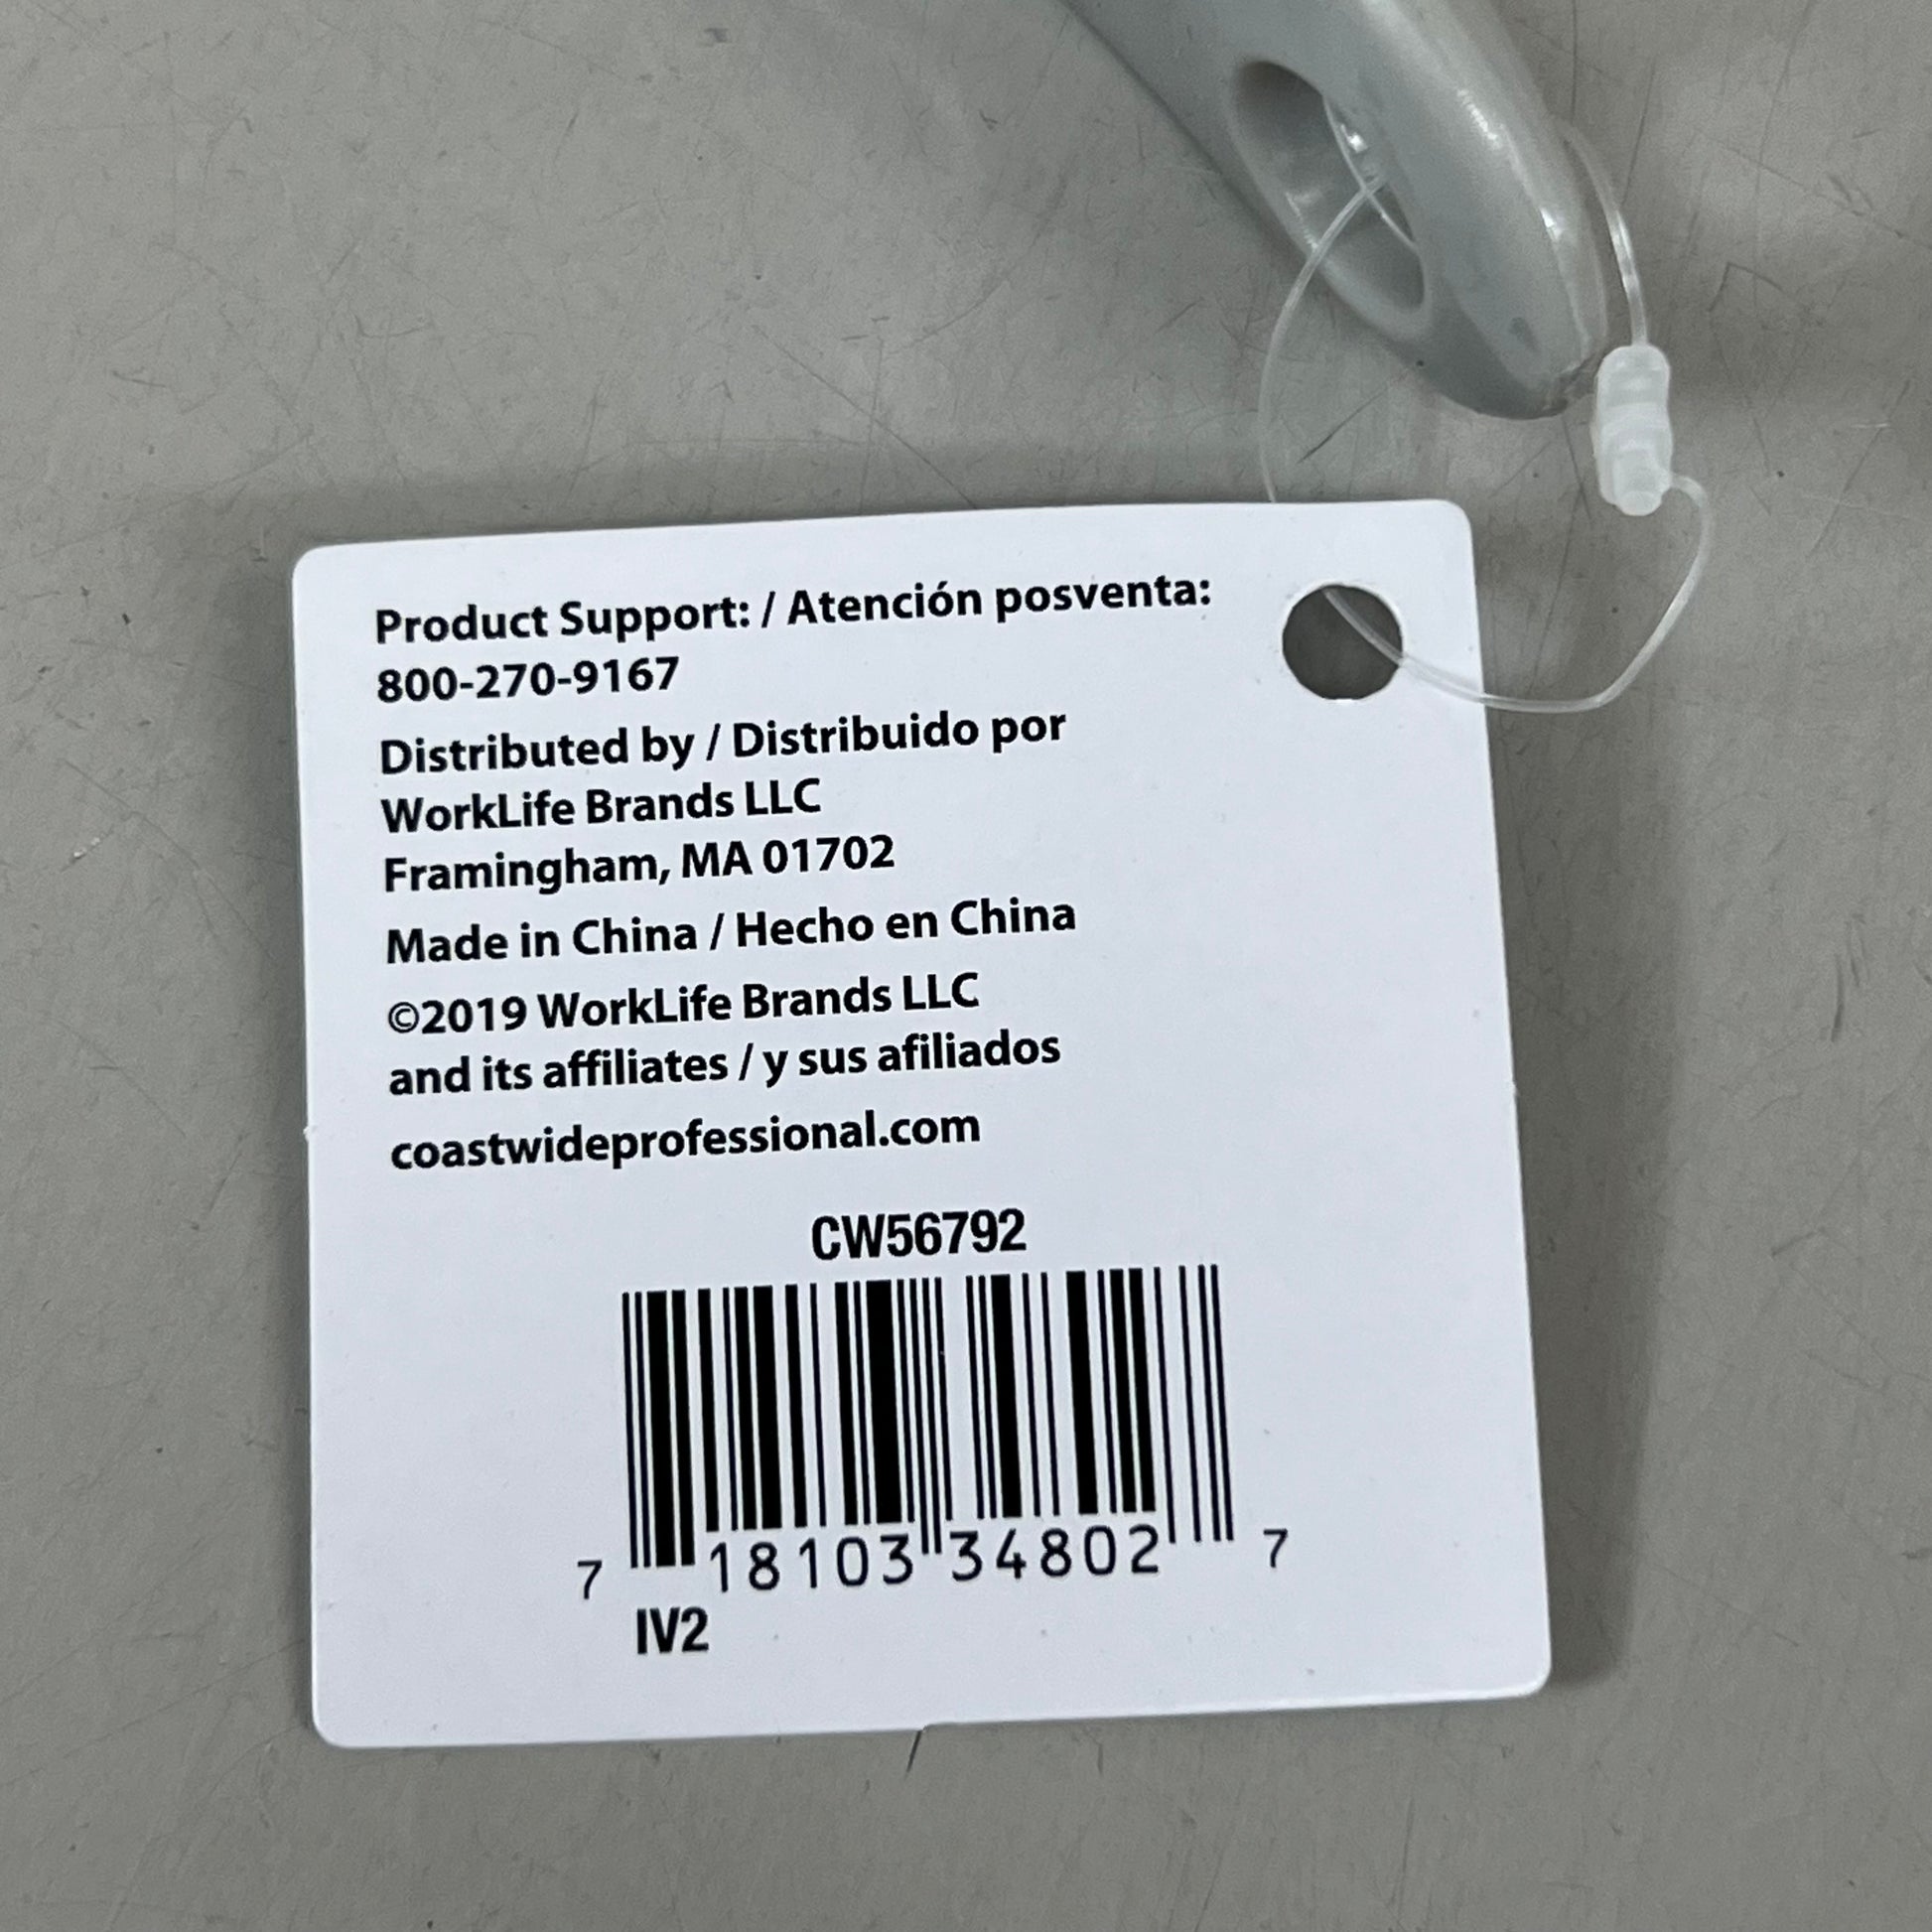 Product Support: / Atención posventa:
800-270-9167
Distributed by / Distribuido por
WorkLife Brands LLC
Framingham, MA 01702
Made in China / Hecho en China
©2019 WorkLife Brands LLC
and its affiliates / y sus afiliados
coastwideprofessional.com
CW56792
7 18103 34802 7
IV2